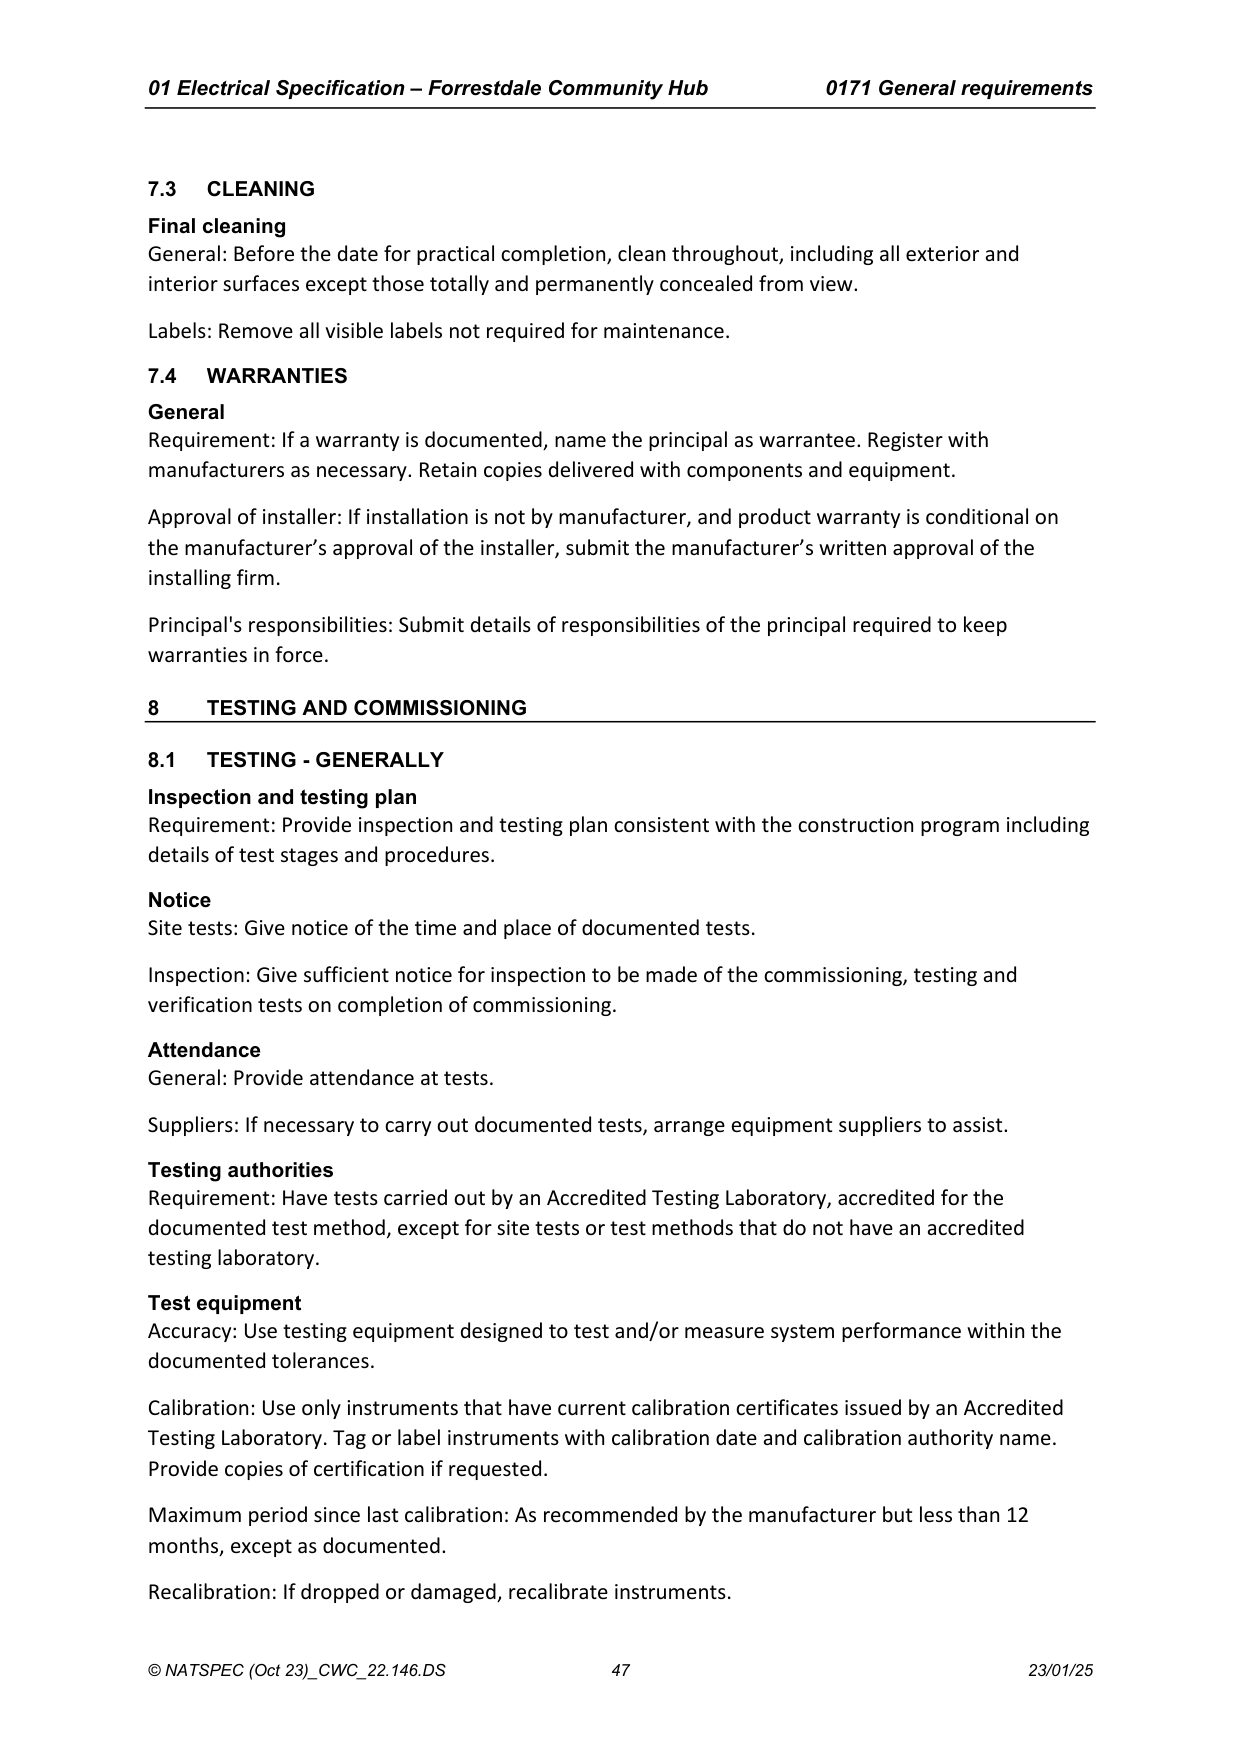 01 Electrical Specification – Forrestdale Community Hub 0171 General requirements
7.3 CLEANING
Final cleaning
General: Before the date for practical completion, clean throughout, including all exterior and
interior surfaces except those totally and permanently concealed from view.
Labels: Remove all visible labels not required for maintenance.
7.4 WARRANTIES
General
Requirement: If a warranty is documented, name the principal as warrantee. Register with
manufacturers as necessary. Retain copies delivered with components and equipment.
Approval of installer: If installation is not by manufacturer, and product warranty is conditional on
the manufacturer’s approval of the installer, submit the manufacturer’s written approval of the
installing firm.
Principal's responsibilities: Submit details of responsibilities of the principal required to keep
warranties in force.
8 TESTING AND COMMISSIONING
8.1 TESTING - GENERALLY
Inspection and testing plan
Requirement: Provide inspection and testing plan consistent with the construction program including
details of test stages and procedures.
Notice
Site tests: Give notice of the time and place of documented tests.
Inspection: Give sufficient notice for inspection to be made of the commissioning, testing and
verification tests on completion of commissioning.
Attendance
General: Provide attendance at tests.
Suppliers: If necessary to carry out documented tests, arrange equipment suppliers to assist.
Testing authorities
Requirement: Have tests carried out by an Accredited Testing Laboratory, accredited for the
documented test method, except for site tests or test methods that do not have an accredited
testing laboratory.
Test equipment
Accuracy: Use testing equipment designed to test and/or measure system performance within the
documented tolerances.
Calibration: Use only instruments that have current calibration certificates issued by an Accredited
Testing Laboratory. Tag or label instruments with calibration date and calibration authority name.
Provide copies of certification if requested.
Maximum period since last calibration: As recommended by the manufacturer but less than 12
months, except as documented.
Recalibration: If dropped or damaged, recalibrate instruments.
© NATSPEC (Oct 23)_CWC_22.146.DS 47 23/01/25